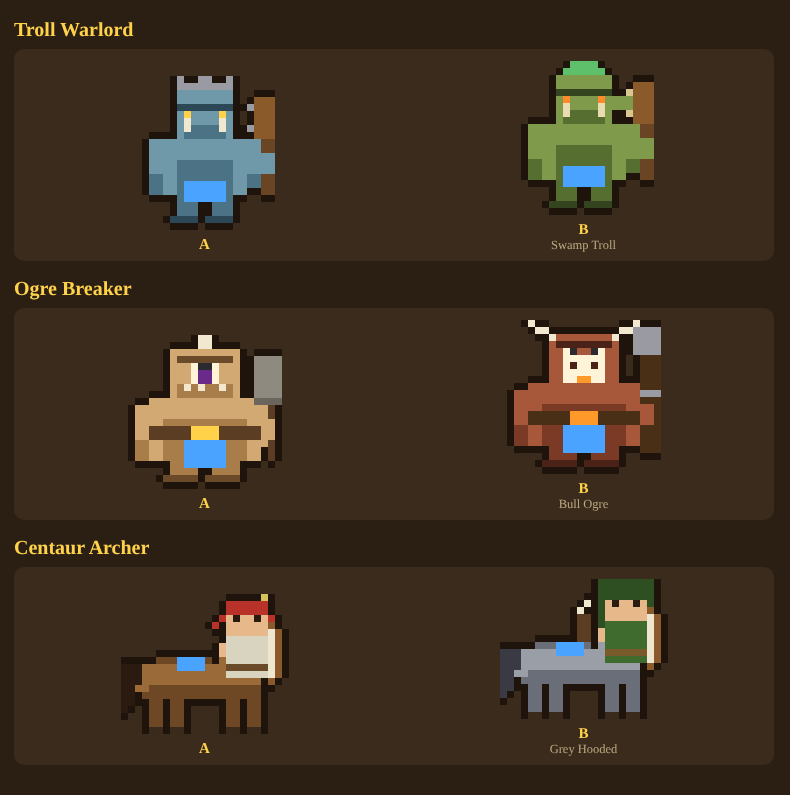 Troll Warlord
A
B
Swamp Troll
Ogre Breaker
A
B
Bull Ogre
Centaur Archer
A
B
Grey Hooded